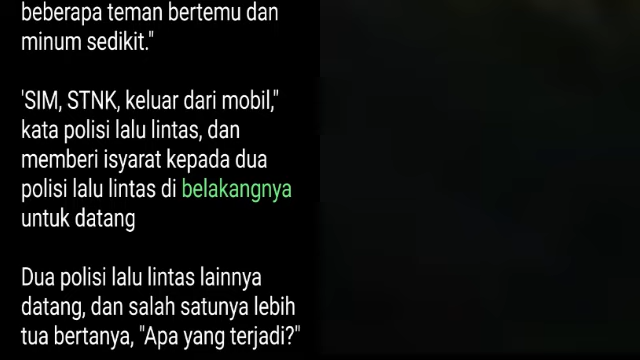 beberapa teman bertemu dan
minum sedikit."
'SIM, STNK, keluar dari mobil,"
kata polisi lalu lintas, dan
memberi isyarat kepada dua
polisi lalu lintas di belakangnya
untuk datang
Dua polisi lalu lintas lainnya
datang, dan salah satunya lebih
tua bertanya, "Apa yang terjadi?"